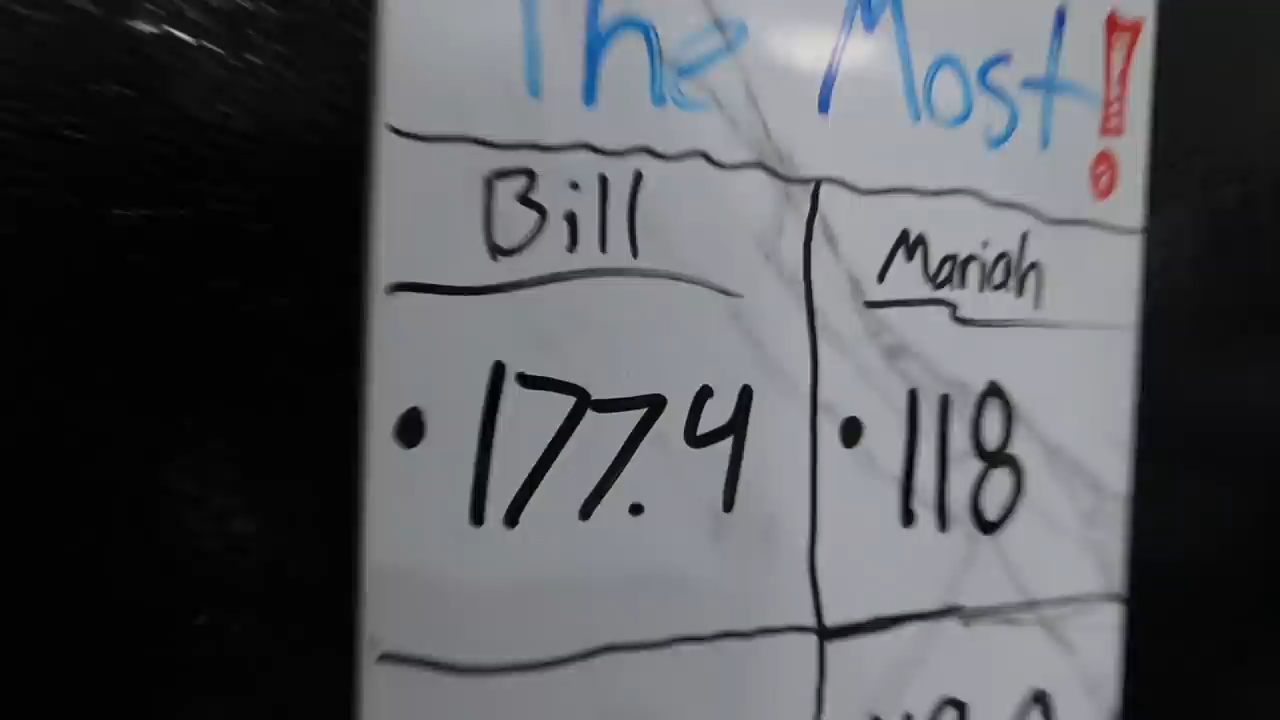 The Most!
Bill
Mariah
• 177.4
• 118